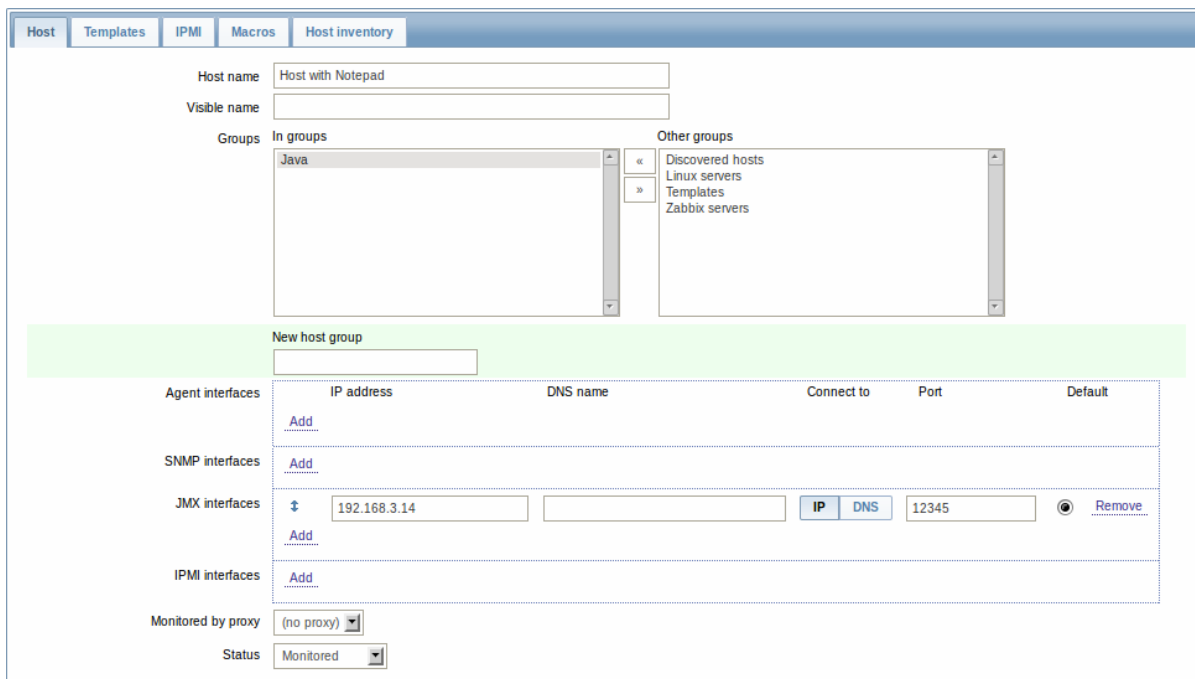 Host Templates IPMI Macros Host inventory
Host name Host with Notepad
Visible name
Groups In groups Other groups
Java « Discovered hosts
Linux servers
» Templates
Zabbix servers
New host group
Agent interfaces IP address DNS name Connect to Port Default
Add
SNMP interfaces Add
JMX interfaces 192.168.3.14 IP DNS 12345 Remove
Add
IPMI interfaces Add
Monitored by proxy (no proxy)
Status Monitored